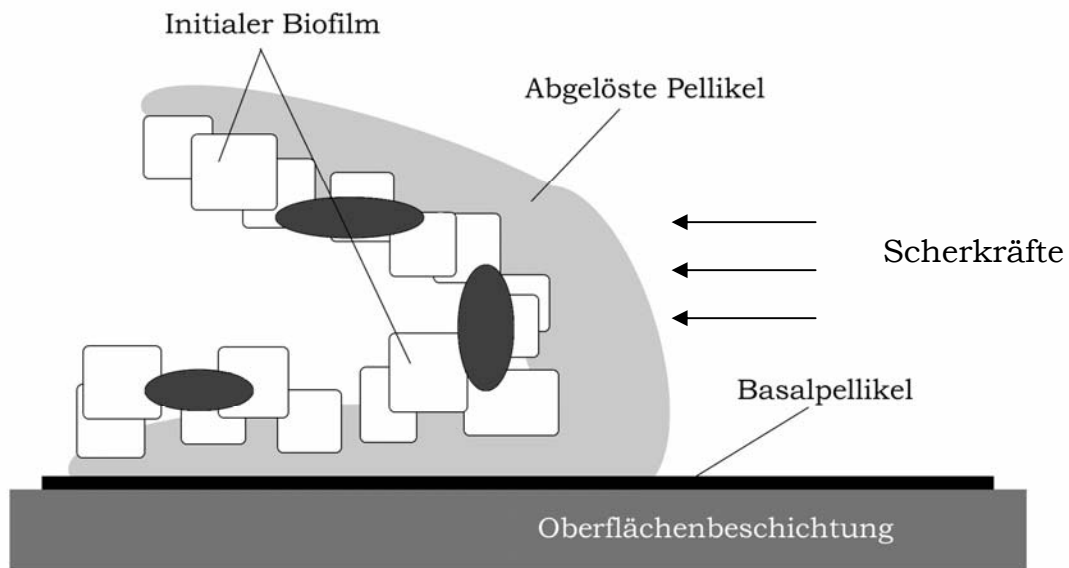 Initialer Biofilm
Abgelöste Pellikel
Scherkräfte
Basalpellikel
Oberflächenbeschichtung